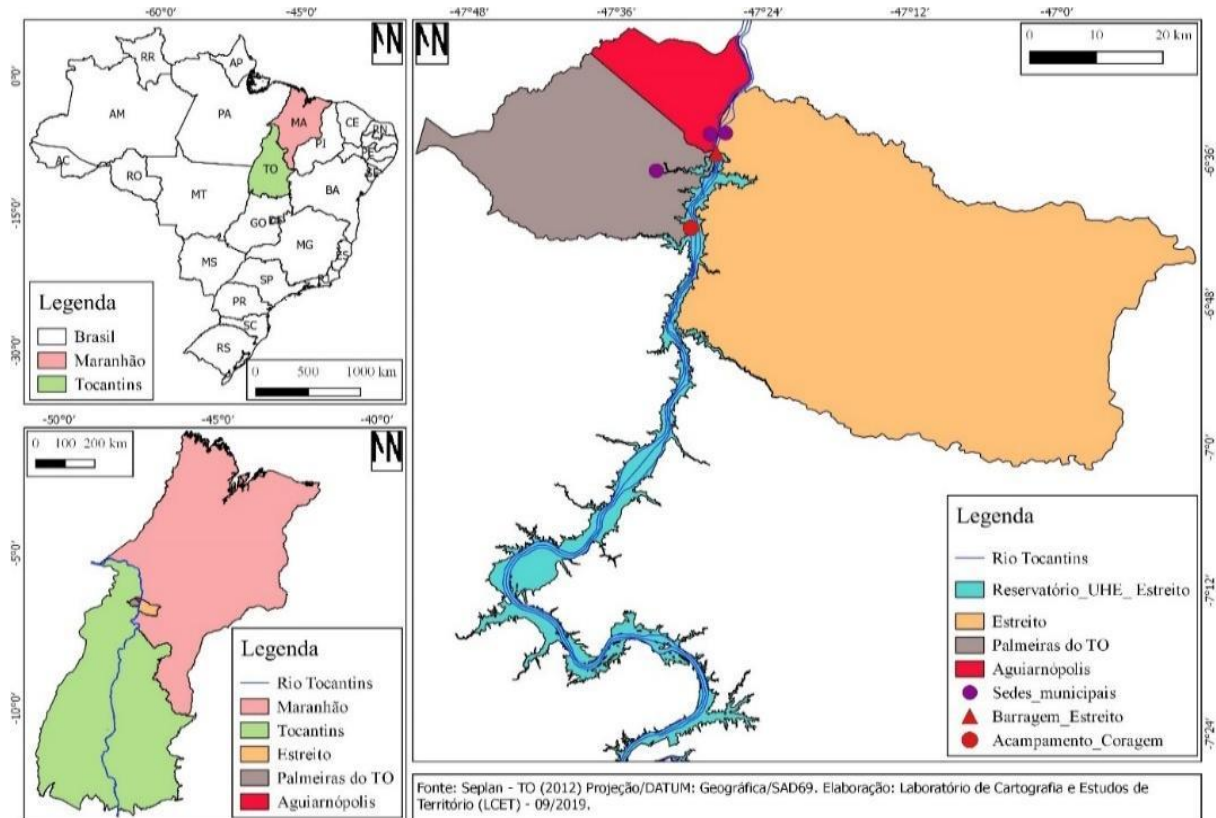 -60°0' -45°0'
0°0'
-15°0'
-30°0'
N
RR
AP
AM
PA
MA
CE
RN
PI
AC
TO
RO
MT
BA
GO
DF
MG
ES
MS
SP
RJ
PR
SC
RS
Legenda
Brasil
Maranhão
Tocantins
0 500 1000 km
-50°0' -45°0' -40°0'
0 100 200 km
N
-5°0'
-10°0'
Legenda
Rio Tocantins
Maranhão
Tocantins
Estreito
Palmeiras do TO
Aguiarnópolis
-47°48' -47°36' -47°24' -47°12' -47°0'
N
0 10 20 km
-6°36'
-6°48'
-7°0'
-7°12'
-7°24'
Legenda
Rio Tocantins
Reservatório_UHE_ Estreito
Estreito
Palmeiras do TO
Aguiarnópolis
Sedes_municipais
Barragem_Estreito
Acampamento_Coragem
Fonte: Seplan - TO (2012) Projeção/DATUM: Geográfica/SAD69. Elaboração: Laboratório de Cartografia e Estudos de
Território (LCET) - 09/2019.